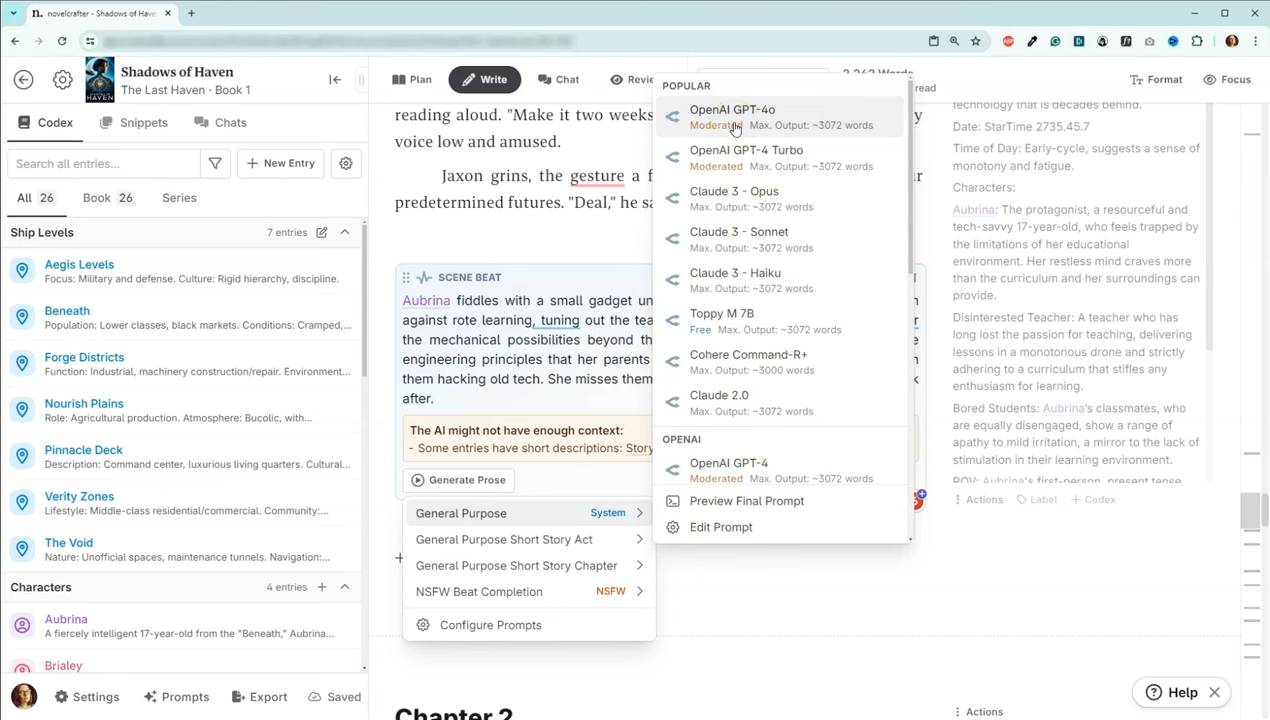 n. novelcrafter - Shadows of Have
Shadows of Haven
The Last Haven · Book 1
Codex
Snippets
Chats
Search all entries...
New Entry
All 26
Book 26
Series
Ship Levels
7 entries
Aegis Levels
Focus: Military and defense. Culture: Rigid hierarchy, discipline.
Beneath
Population: Lower classes, black markets. Conditions: Cramped,...
Forge Districts
Function: Industrial, machinery construction/repair. Environment...
Nourish Plains
Role: Agricultural production. Atmosphere: Bucolic, with...
Pinnacle Deck
Description: Command center, luxurious living quarters. Cultural...
Verity Zones
Lifestyle: Middle-class residential/commercial. Community:...
The Void
Nature: Unofficial spaces, maintenance tunnels. Navigation:...
Characters
4 entries
Aubrina
A fiercely intelligent 17-year-old from the "Beneath," Aubrina...
Brialey
Settings
Prompts
Export
Saved
Plan
Write
Chat
Revie
Format
Focus
reading aloud. "Make it two weeks
voice low and amused.
Jaxon grins, the gesture a f
predetermined futures. "Deal," he sa
SCENE BEAT
Aubrina fiddles with a small gadget un
against rote learning, tuning out the tea
the mechanical possibilities beyond th
engineering principles that her parents
them hacking old tech. She misses them
after.
The AI might not have enough context:
- Some entries have short descriptions: Story
Generate Prose
General Purpose System
General Purpose Short Story Act
General Purpose Short Story Chapter
NSFW Beat Completion NSFW
Configure Prompts
Chapter 2
POPULAR
OpenAI GPT-4o
Moderated Max. Output: ~3072 words
OpenAI GPT-4 Turbo
Moderated Max. Output: ~3072 words
Claude 3 - Opus
Max. Output: ~3072 words
Claude 3 - Sonnet
Max. Output: ~3072 words
Claude 3 - Haiku
Max. Output: ~3072 words
Toppy M 7B
Free Max. Output: ~3072 words
Cohere Command-R+
Max. Output: ~3000 words
Claude 2.0
Max. Output: ~3072 words
OPENAI
OpenAI GPT-4
Moderated Max. Output: ~3072 words
Preview Final Prompt
Edit Prompt
technology that is decades behind.
Date: StarTime 2735.45.7
Time of Day: Early-cycle, suggests a sense of
monotony and fatigue.
Characters:
Aubrina: The protagonist, a resourceful and
tech-savvy 17-year-old, who feels trapped by
the limitations of her educational
environment. Her restless mind craves more
than the curriculum and her surroundings can
provide.
Disinterested Teacher: A teacher who has
long lost the passion for teaching, delivering
lessons in a monotonous drone and strictly
adhering to a curriculum that stifles any
enthusiasm for learning.
Bored Students: Aubrina's classmates, who
are equally disengaged, show a range of
apathy to mild irritation, a mirror to the lack of
stimulation in their learning environment.
POV: Aubrina's first-person, present tense
Actions
Label
+ Codex
Actions
Help